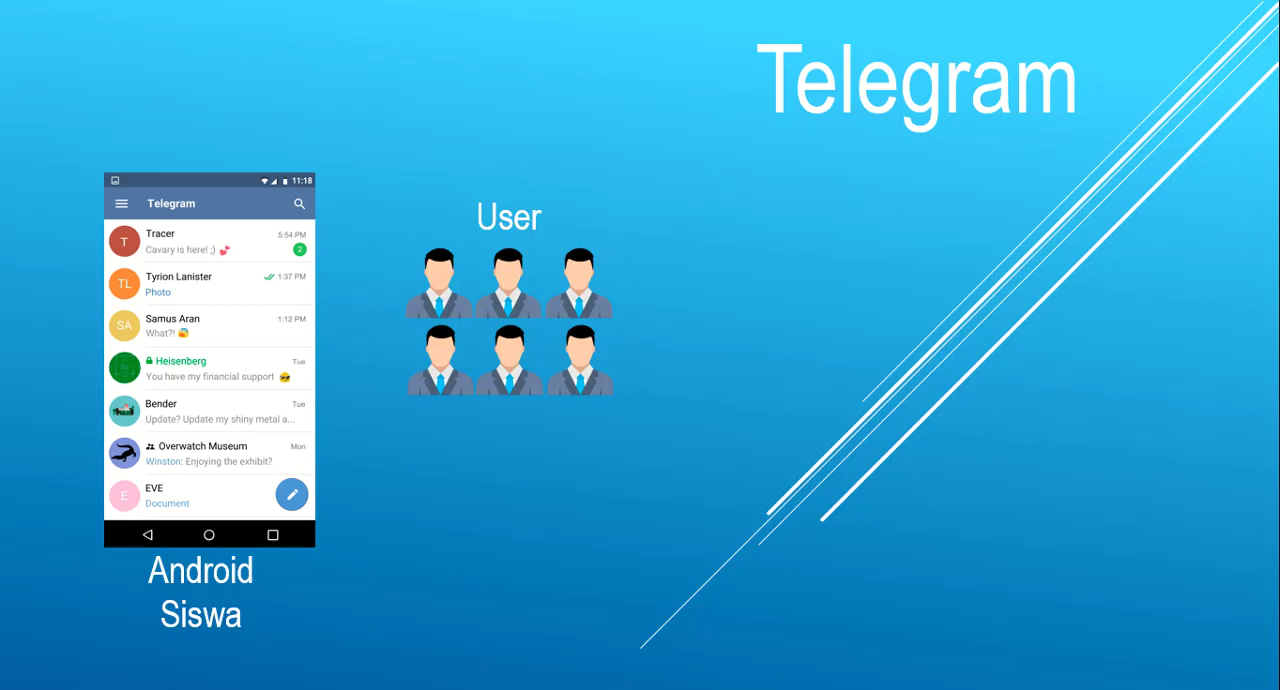 Telegram
11:18
Telegram
T
Tracer
5:54 PM
Cavary is here! ;)
2
TL
Tyrion Lanister
1:37 PM
Photo
SA
Samus Aran
1:12 PM
What?!
Heisenberg
Tue
You have my financial support
Bender
Tue
Update? Update my shiny metal a...
Overwatch Museum
Mon
Winston: Enjoying the exhibit?
E
EVE
Document
User
Android
Siswa